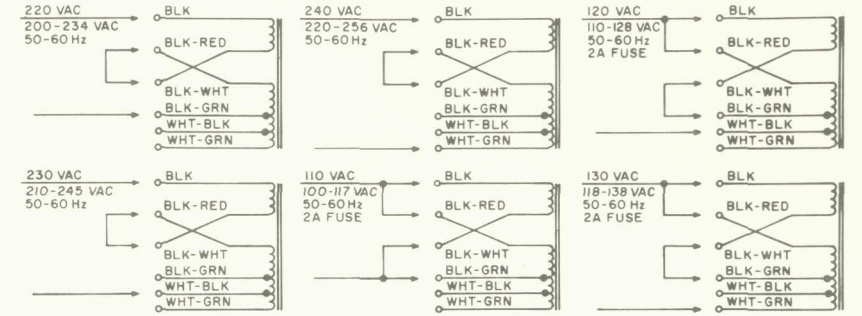 220 VAC
200-234 VAC
50-60 Hz
BLK
BLK-RED
BLK-WHT
BLK-GRN
WHT-BLK
WHT-GRN
240 VAC
220-256 VAC
50-60 Hz
BLK
BLK-RED
BLK-WHT
BLK-GRN
WHT-BLK
WHT-GRN
120 VAC
110-128 VAC
50-60 Hz
2A FUSE
BLK
BLK-RED
BLK-WHT
BLK-GRN
WHT-BLK
WHT-GRN
230 VAC
210-245 VAC
50-60 Hz
BLK
BLK-RED
BLK-WHT
BLK-GRN
WHT-BLK
WHT-GRN
110 VAC
100-117 VAC
50-60 Hz
2A FUSE
BLK
BLK-RED
BLK-WHT
BLK-GRN
WHT-BLK
WHT-GRN
130 VAC
118-138 VAC
50-60 Hz
2A FUSE
BLK
BLK-RED
BLK-WHT
BLK-GRN
WHT-BLK
WHT-GRN